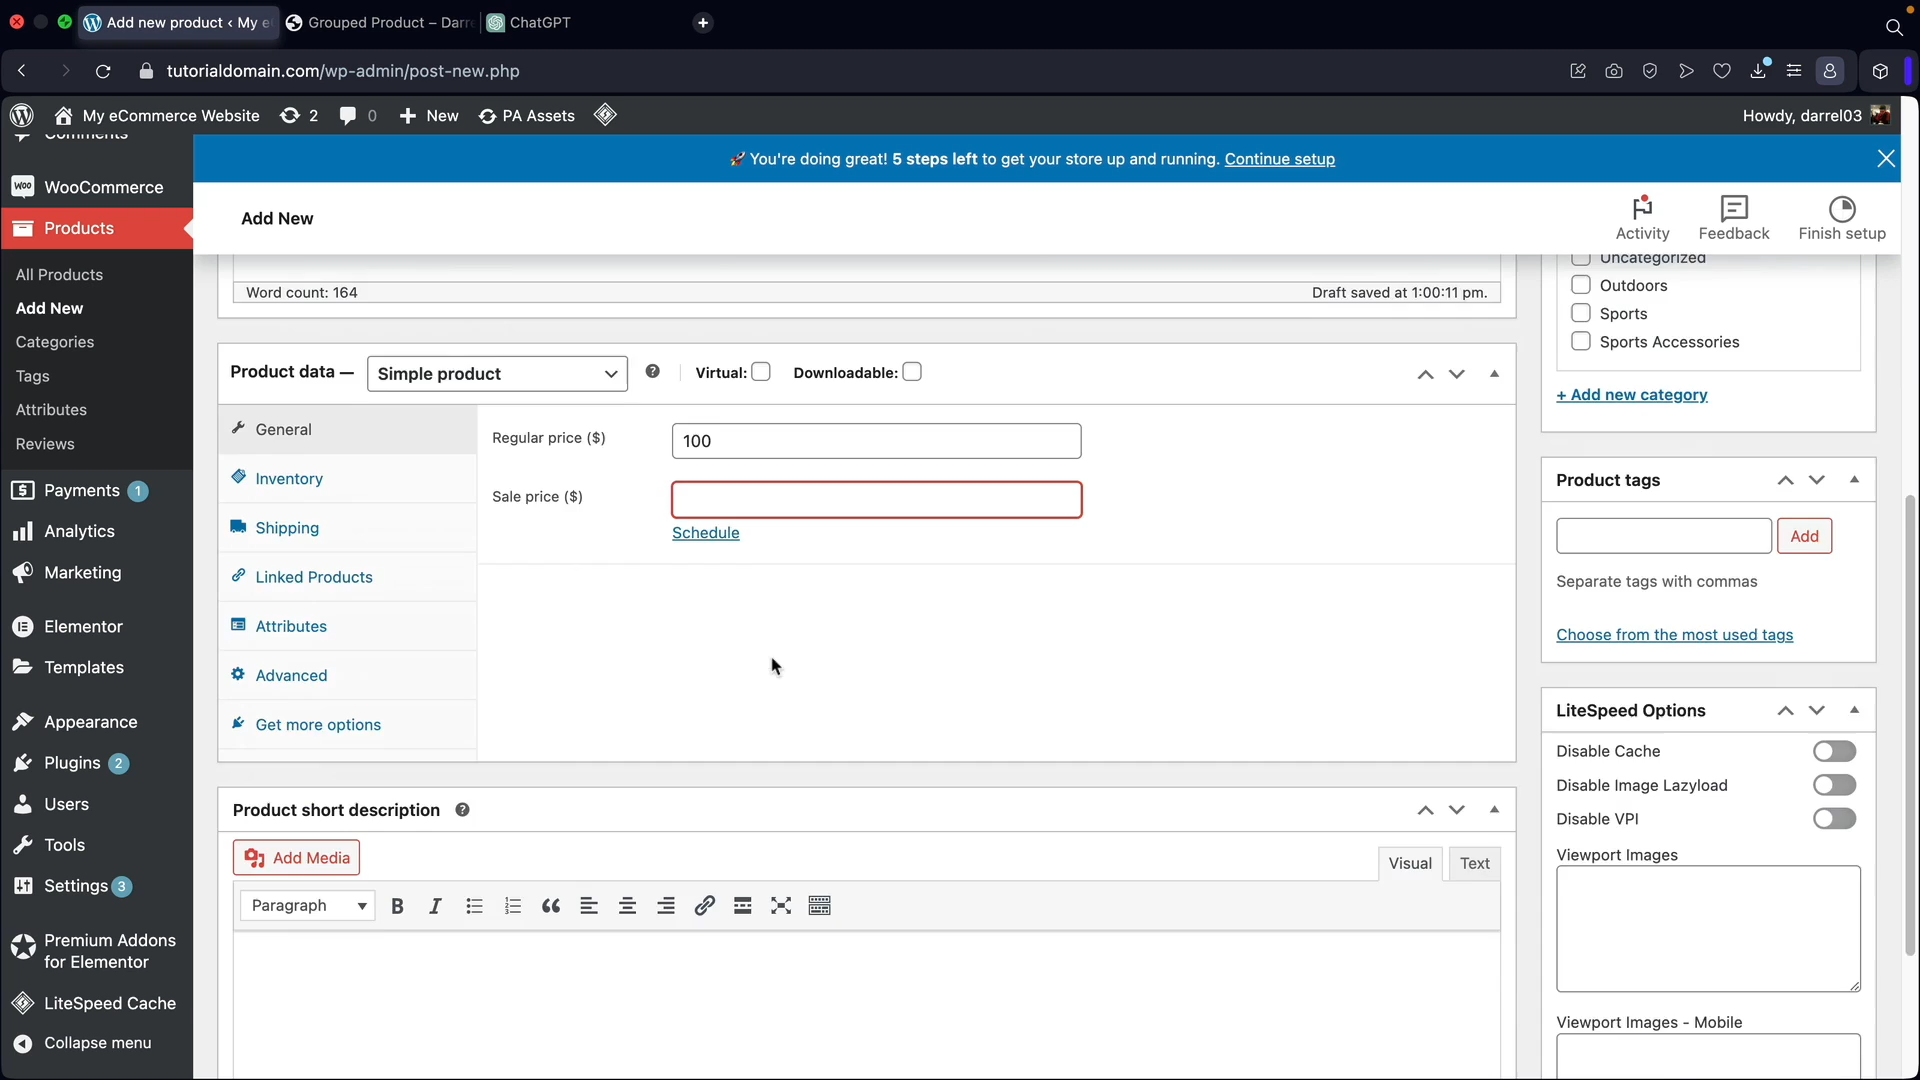 Add new product ‹ My e
Grouped Product – Darre
ChatGPT
tutorialdomain.com/wp-admin/post-new.php
My eCommerce Website
2
0
New
PA Assets
Howdy, darrel03
Comments
WooCommerce
Products
All Products
Add New
Categories
Tags
Attributes
Reviews
Payments 1
Analytics
Marketing
Elementor
Templates
Appearance
Plugins 2
Users
Tools
Settings 3
Premium Addons
for Elementor
LiteSpeed Cache
Collapse menu
🚀 You're doing great! 5 steps left to get your store up and running. Continue setup
Add New
Activity
Feedback
Finish setup
Word count: 164
Draft saved at 1:00:11 pm.
Product data —
Simple product
Virtual:
Downloadable:
General
Inventory
Shipping
Linked Products
Attributes
Advanced
Get more options
Regular price ($)
100
Sale price ($)
Schedule
Product short description
Add Media
Visual
Text
Paragraph
Uncategorized
Outdoors
Sports
Sports Accessories
+ Add new category
Product tags
Add
Separate tags with commas
Choose from the most used tags
LiteSpeed Options
Disable Cache
Disable Image Lazyload
Disable VPI
Viewport Images
Viewport Images - Mobile